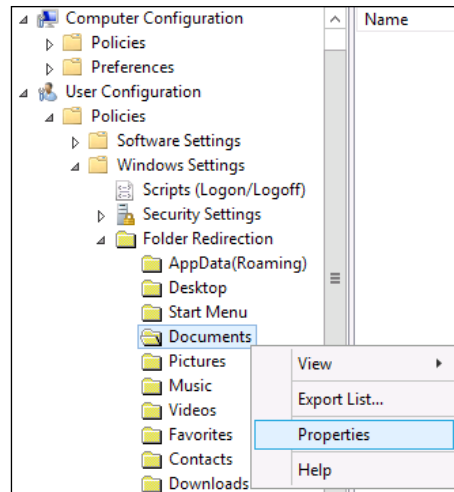 Computer Configuration
Name
Policies
Preferences
User Configuration
Policies
Software Settings
Windows Settings
Scripts (Logon/Logoff)
Security Settings
Folder Redirection
AppData(Roaming)
Desktop
Start Menu
Documents
Pictures
Music
Videos
Favorites
Contacts
Downloads
View
Export List...
Properties
Help